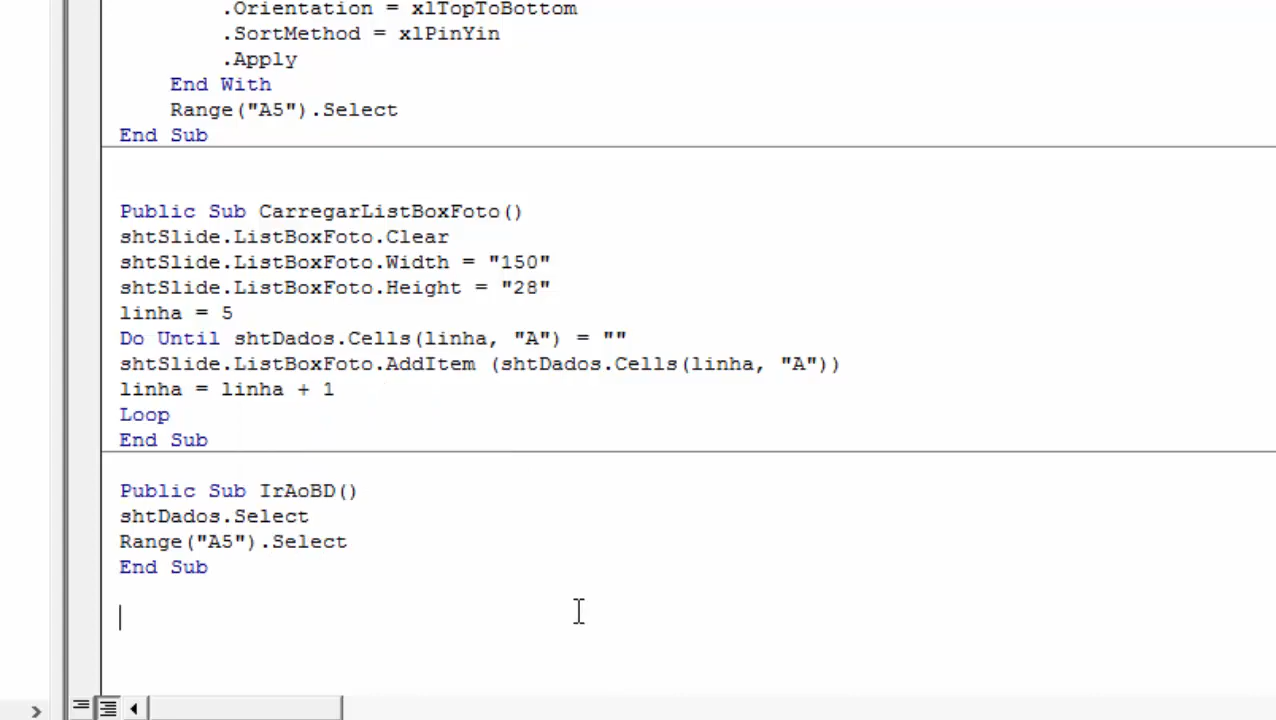 .Orientation = xlTopToBottom
.SortMethod = xlPinYin
.Apply
End With
Range("A5").Select
End Sub
Public Sub CarregarListBoxFoto()
shtSlide.ListBoxFoto.Clear
shtSlide.ListBoxFoto.Width = "150"
shtSlide.ListBoxFoto.Height = "28"
linha = 5
Do Until shtDados.Cells(linha, "A") = ""
shtSlide.ListBoxFoto.AddItem (shtDados.Cells(linha, "A"))
linha = linha + 1
Loop
End Sub
Public Sub IrAoBD()
shtDados.Select
Range("A5").Select
End Sub